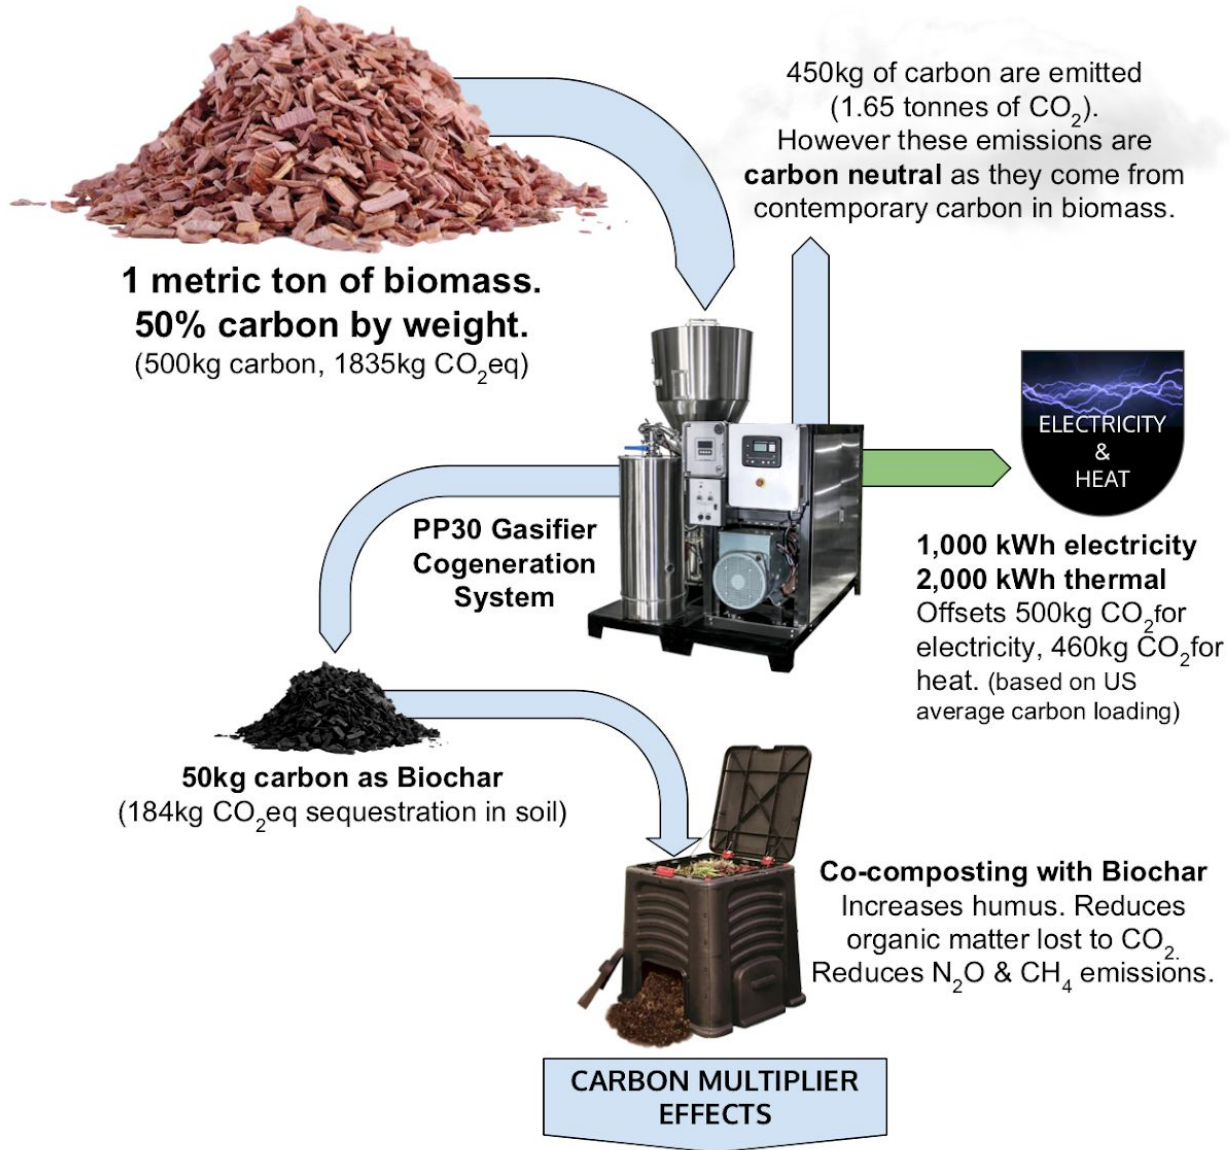 450kg of carbon are emitted
(1.65 tonnes of CO₂).
However these emissions are
carbon neutral as they come from
contemporary carbon in biomass.
1 metric ton of biomass.
50% carbon by weight.
(500kg carbon, 1835kg CO₂eq)
ELECTRICITY
&
HEAT
PP30 Gasifier
Cogeneration
System
1,000 kWh electricity
2,000 kWh thermal
Offsets 500kg CO₂for
electricity, 460kg CO₂for
heat. (based on US
average carbon loading)
50kg carbon as Biochar
(184kg CO₂eq sequestration in soil)
Co-composting with Biochar
Increases humus. Reduces
organic matter lost to CO₂.
Reduces N₂O & CH₄ emissions.
CARBON MULTIPLIER
EFFECTS